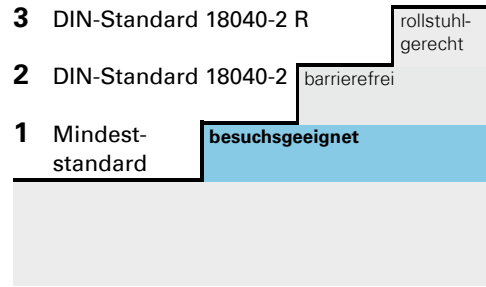 3 DIN-Standard 18040-2 R
rollstuhl-
gerecht
2 DIN-Standard 18040-2
barrierefrei
1 Mindest-
standard
besuchsgeeignet